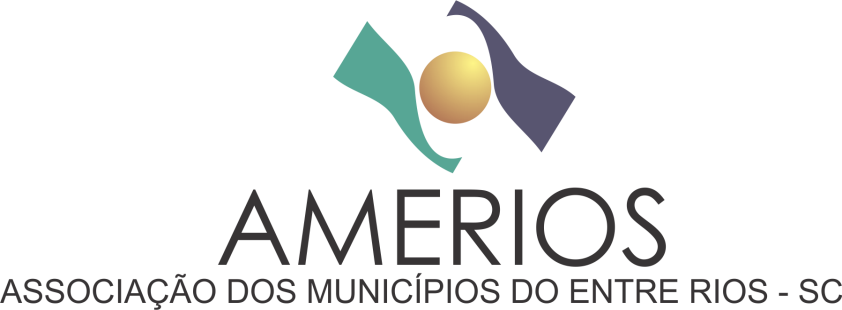 AMERIOS
ASSOCIAÇÃO DOS MUNICÍPIOS DO ENTRE RIOS - SC